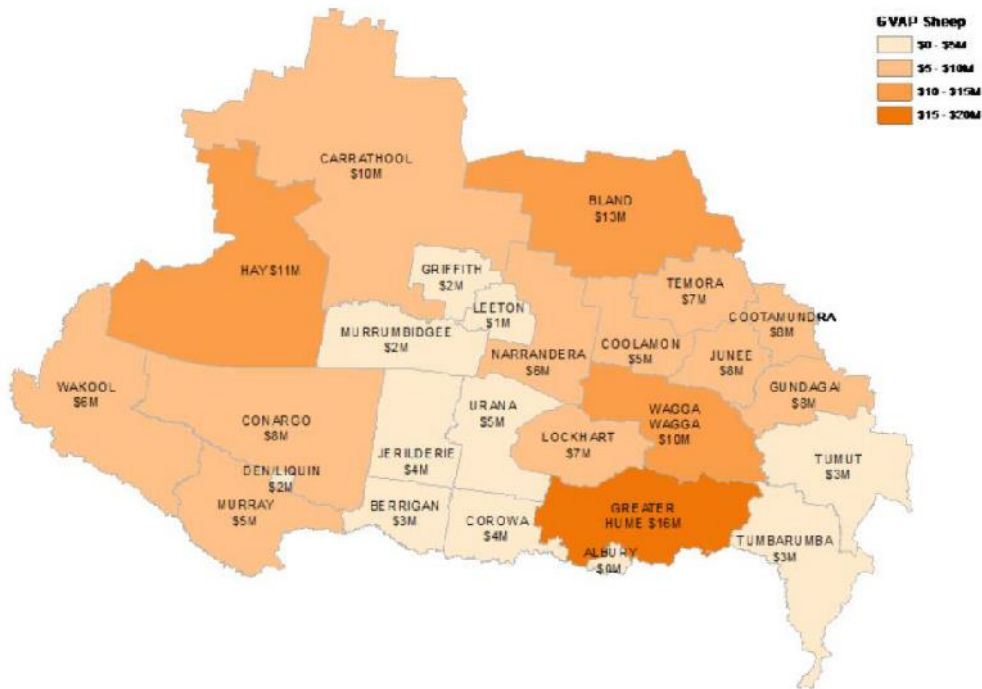 GVAP Sheep
$0 - $5M
$5 - $10M
$10 - $15M
$15 - $20M
CARRATHOOL
$10M
BLAND
$13M
HAY $11M
GRIFFITH
$2M
LEETON
$1M
TEMORA
$7M
COOTAMUNDRA
$8M
MURRUMBIDGEE
$2M
NARRANDERA
$6M
COOLAMON
$5M
JUNEE
$8M
GUNDAGAI
$8M
WAKOOL
$6M
CONARGO
$8M
URANA
$5M
WAGGA
WAGGA
$10M
LOCKHART
$7M
JERILDERIE
$4M
TUMUT
$3M
DENILIQUIN
$2M
MURRAY
$5M
BERRIGAN
$3M
COROWA
$4M
GREATER
HUME $16M
TUMBARUMBA
$3M
ALBURY
$0M